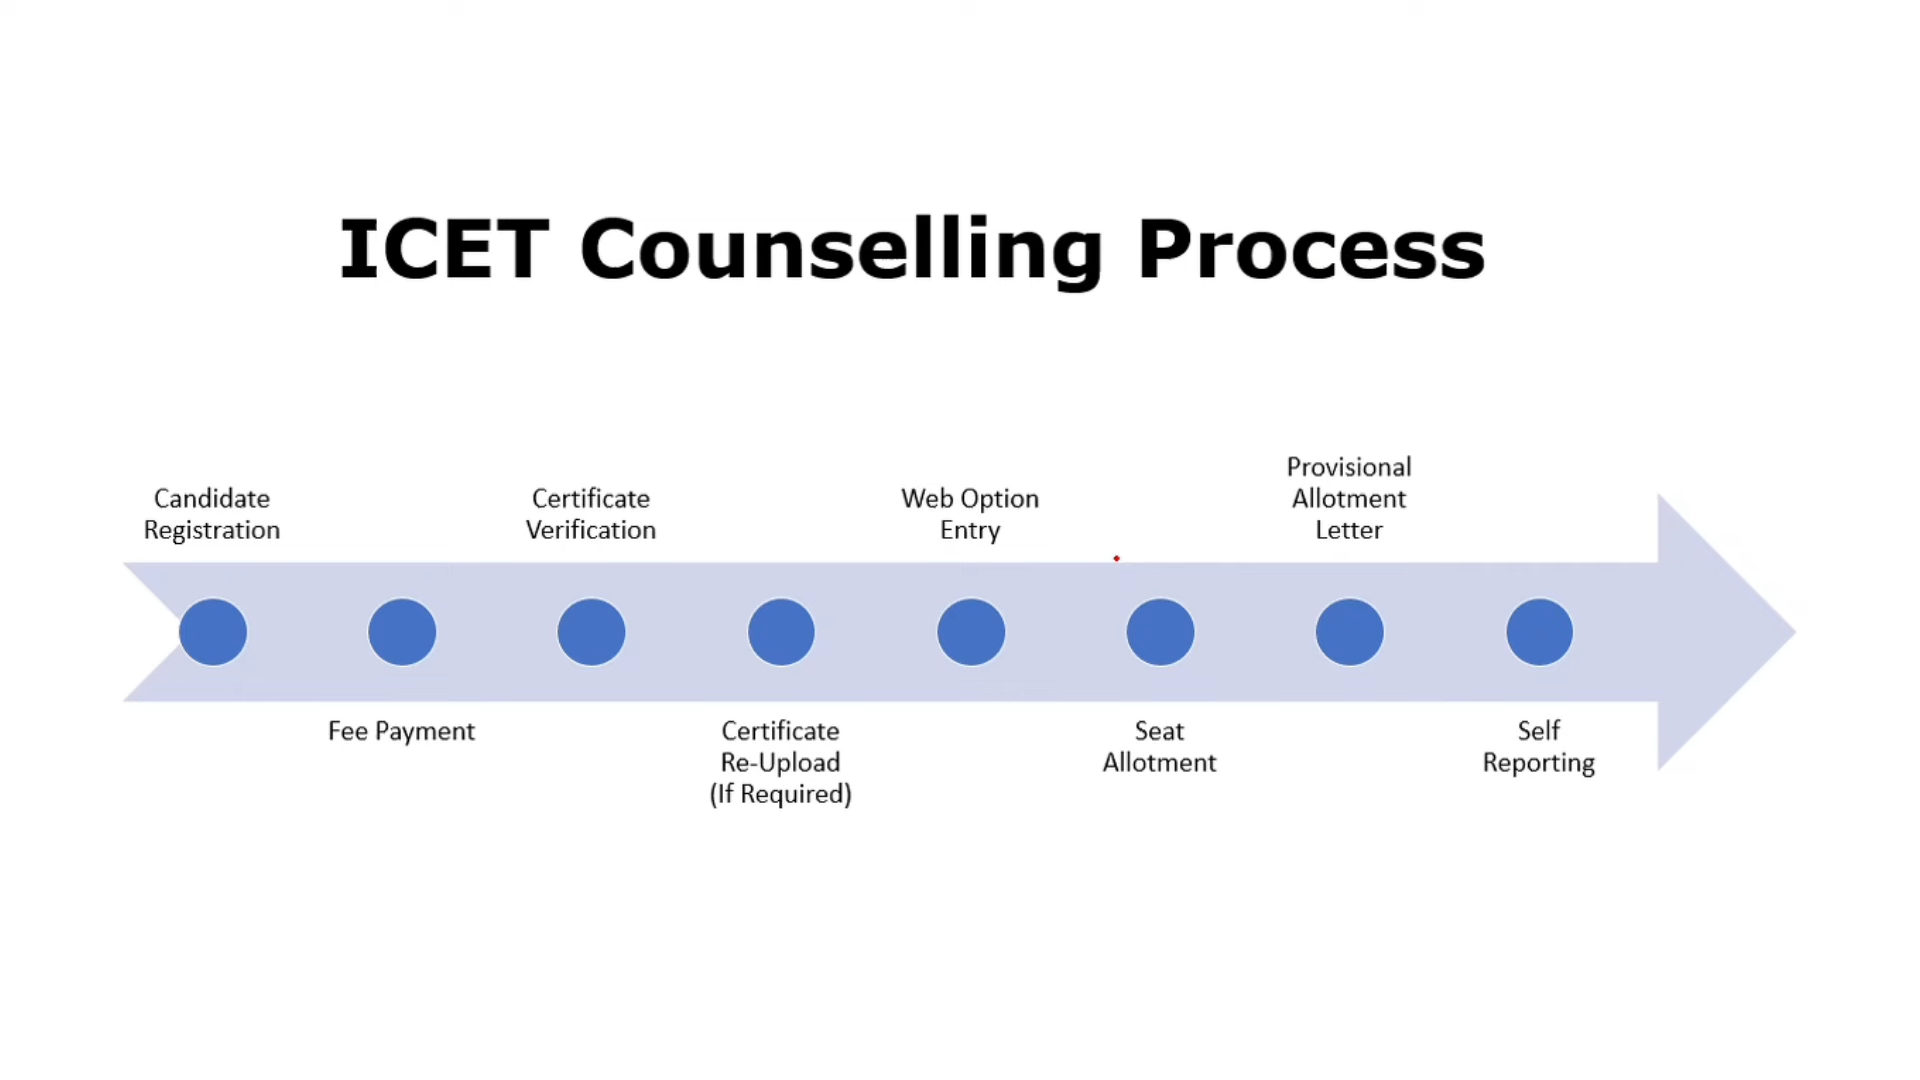 ICET Counselling Process
Candidate
Registration
Fee Payment
Certificate
Verification
Certificate
Re-Upload
(If Required)
Web Option
Entry
Seat
Allotment
Provisional
Allotment
Letter
Self
Reporting